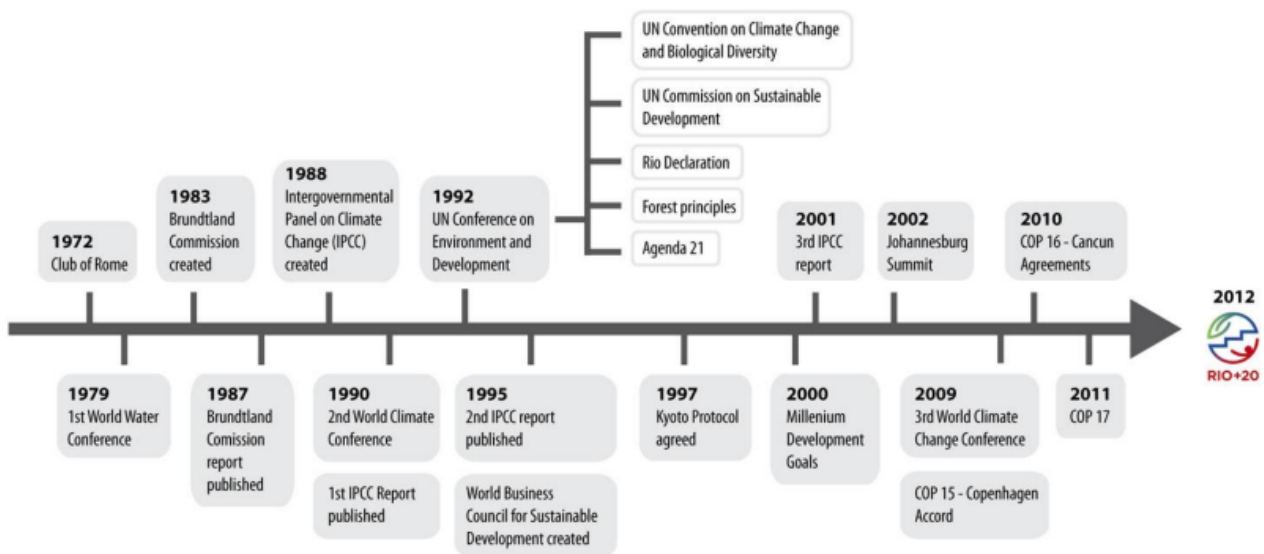 UN Convention on Climate Change
and Biological Diversity
UN Commission on Sustainable
Development
Rio Declaration
Forest principles
Agenda 21
1972
Club of Rome
1983
Brundtland
Commission
created
1988
Intergovernmental
Panel on Climate
Change (IPCC)
created
1992
UN Conference on
Environment and
Development
2001
3rd IPCC
report
2002
Johannesburg
Summit
2010
COP 16 - Cancun
Agreements
2012
RIO+20
1979
1st World Water
Conference
1987
Brundtland
Comission
report
published
1990
2nd World Climate
Conference
1st IPCC Report
published
1995
2nd IPCC report
published
World Business
Council for Sustainable
Development created
1997
Kyoto Protocol
agreed
2000
Millenium
Development
Goals
2009
3rd World Climate
Change Conference
COP 15 - Copenhagen
Accord
2011
COP 17